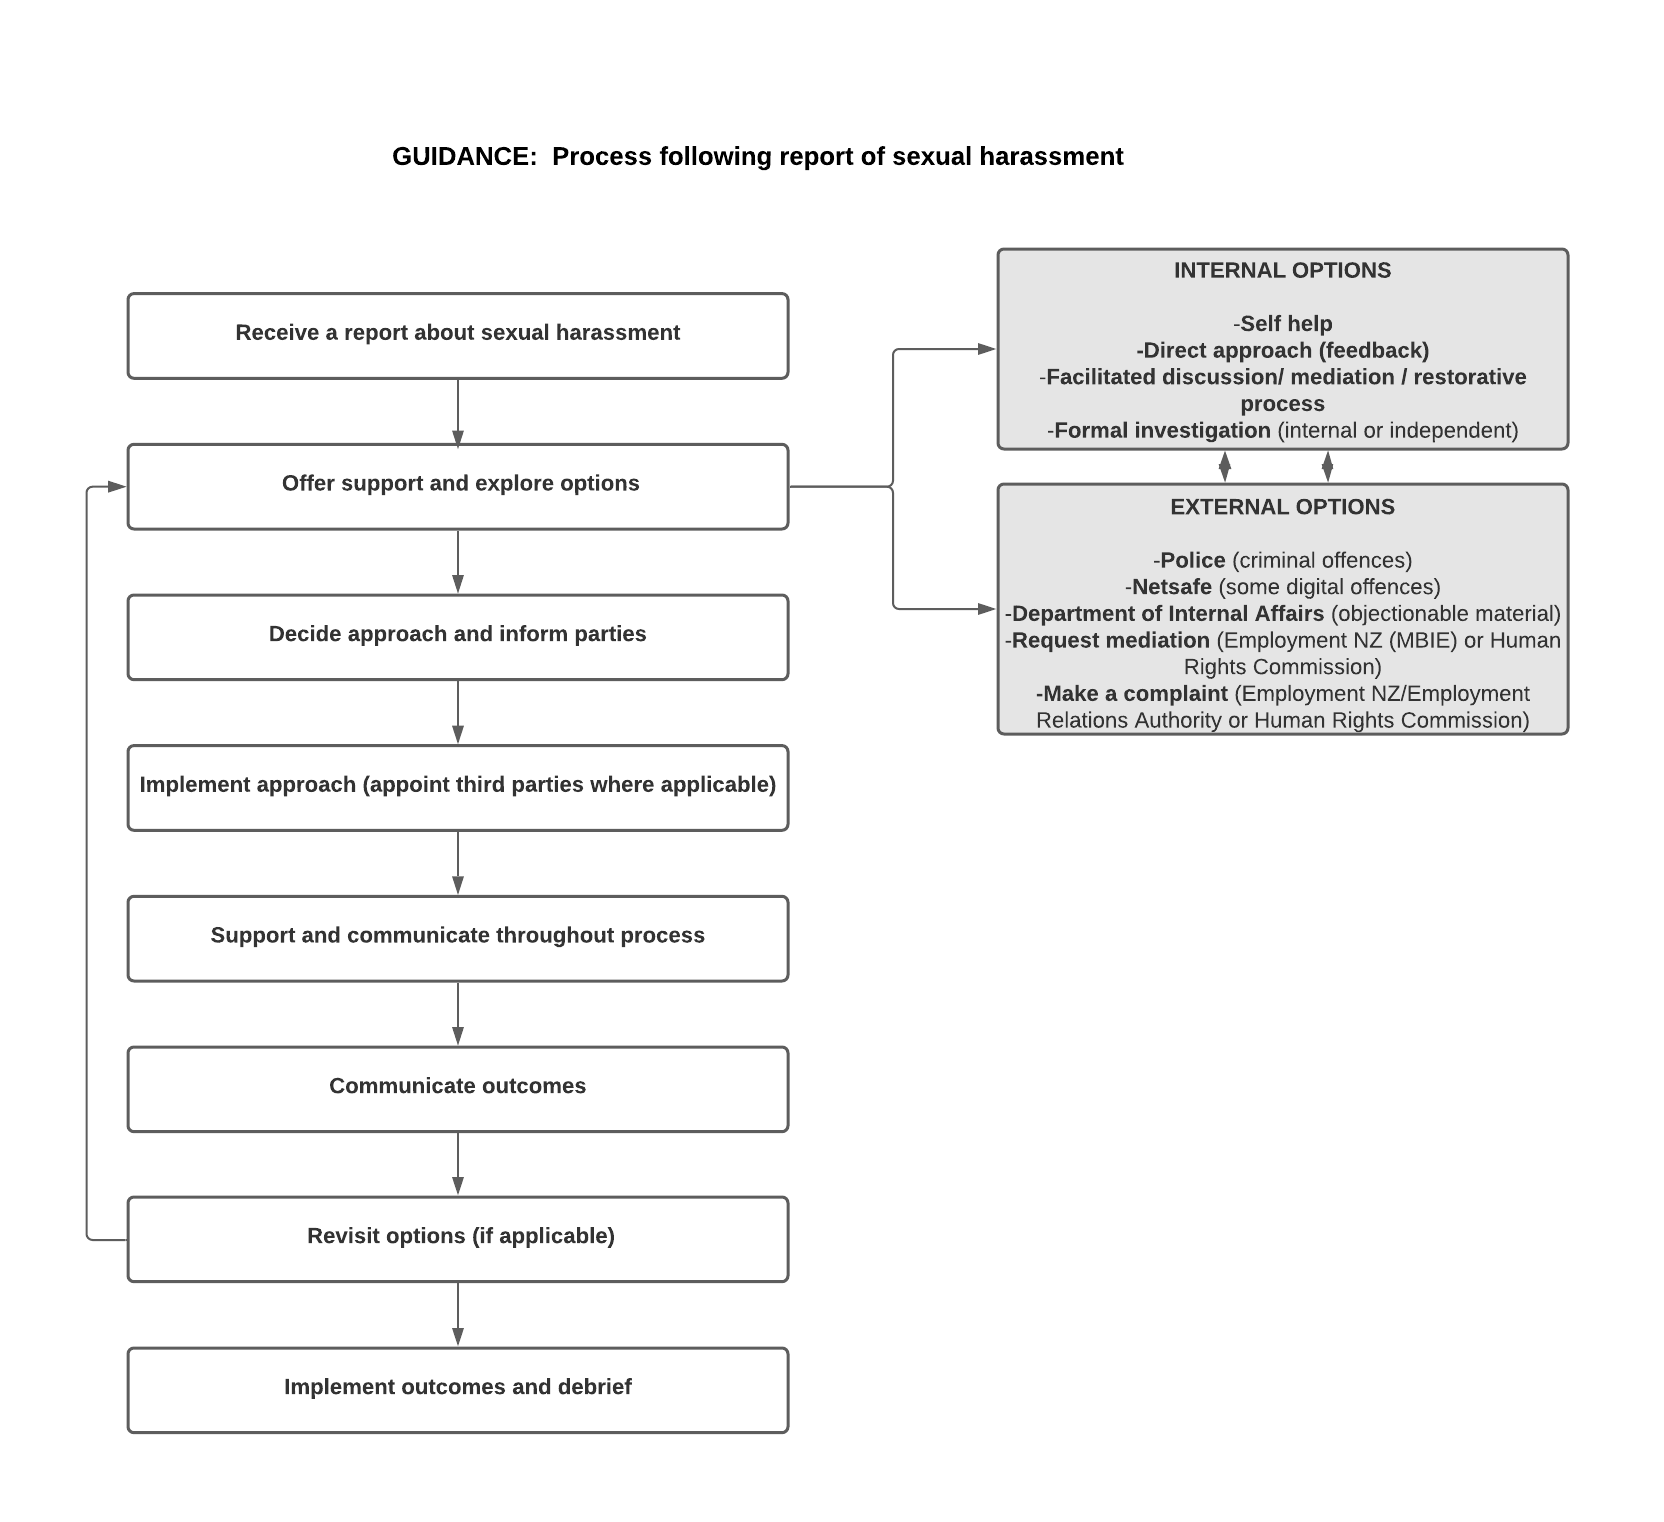 GUIDANCE:  Process following report of sexual harassment
Receive a report about sexual harassment
Offer support and explore options
Decide approach and inform parties
Implement approach (appoint third parties where applicable)
Support and communicate throughout process
Communicate outcomes
Revisit options (if applicable)
Implement outcomes and debrief
INTERNAL OPTIONS
-Self help
-Direct approach (feedback)
-Facilitated discussion/ mediation / restorative
process
-Formal investigation (internal or independent)
EXTERNAL OPTIONS
-Police (criminal offences)
-Netsafe (some digital offences)
-Department of Internal Affairs (objectionable material)
-Request mediation (Employment NZ (MBIE) or Human
Rights Commission)
-Make a complaint (Employment NZ/Employment
Relations Authority or Human Rights Commission)